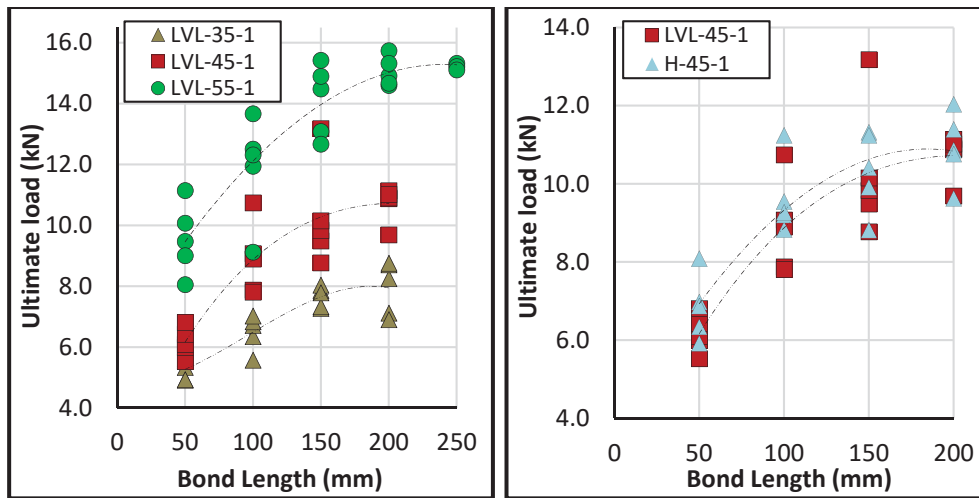 LVL-35-1
LVL-45-1
LVL-55-1
16.0
14.0
12.0
10.0
8.0
6.0
4.0
Ultimate load (kN)
0 50 100 150 200 250
Bond Length (mm)
LVL-45-1
H-45-1
14.0
12.0
10.0
8.0
6.0
4.0
Ultimate load (kN)
0 50 100 150 200
Bond Length (mm)